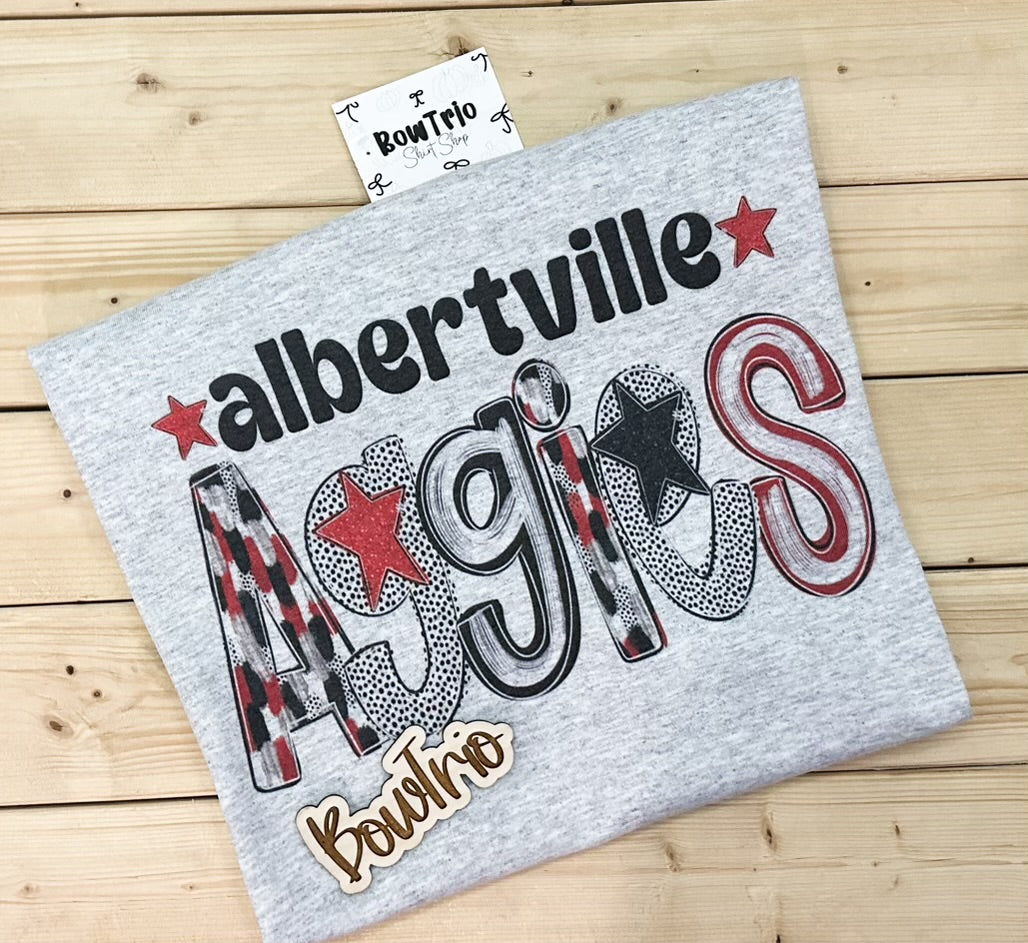 BowTrio
Shirt Shop
albertville
Aggies
BowTrio